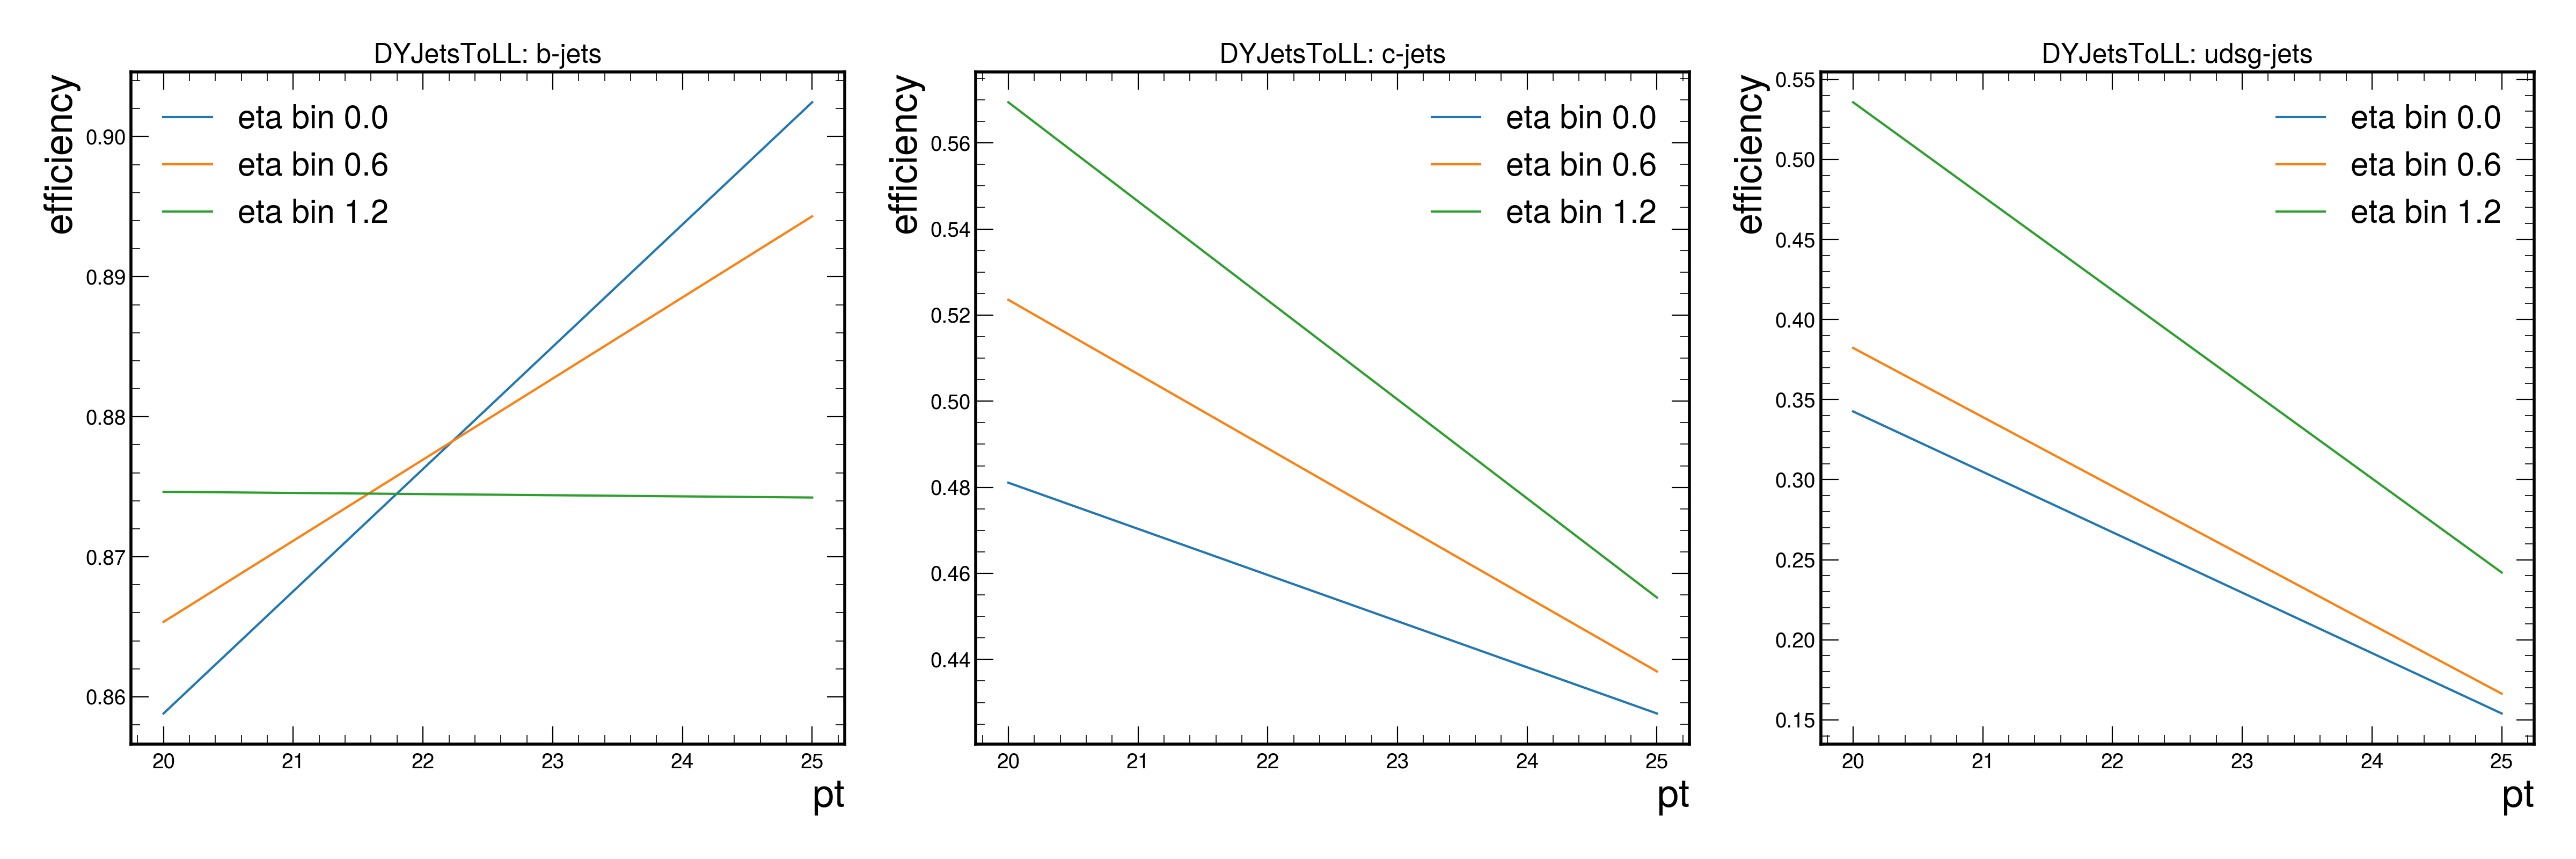 DYJetsToLL: b-jets
efficiency
eta bin 0.0
eta bin 0.6
eta bin 1.2
0.90
0.89
0.88
0.87
0.86
20 21 22 23 24 25
pt
DYJetsToLL: c-jets
efficiency
eta bin 0.0
eta bin 0.6
eta bin 1.2
0.56
0.54
0.52
0.50
0.48
0.46
0.44
20 21 22 23 24 25
pt
DYJetsToLL: udsg-jets
efficiency
eta bin 0.0
eta bin 0.6
eta bin 1.2
0.55
0.50
0.45
0.40
0.35
0.30
0.25
0.20
0.15
20 21 22 23 24 25
pt